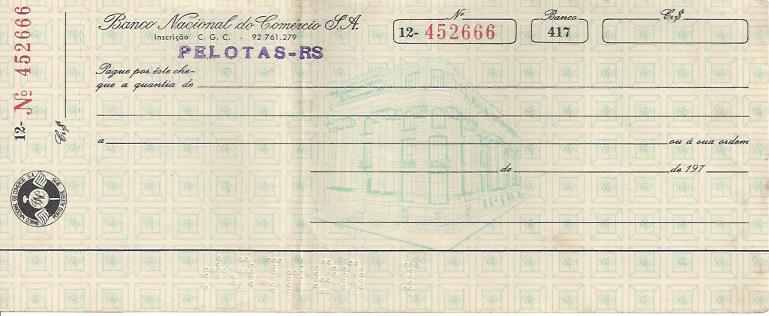 Banco Nacional do Comércio S.A.
Inscrição C. G. C. - 92 761.279
PELOTAS-RS
Nº
12- 452666
Banco
417
Cr$
12- Nº 452666
Cr$
Pague por êste che-
que a quantia de
a ou à sua ordem
de de 197